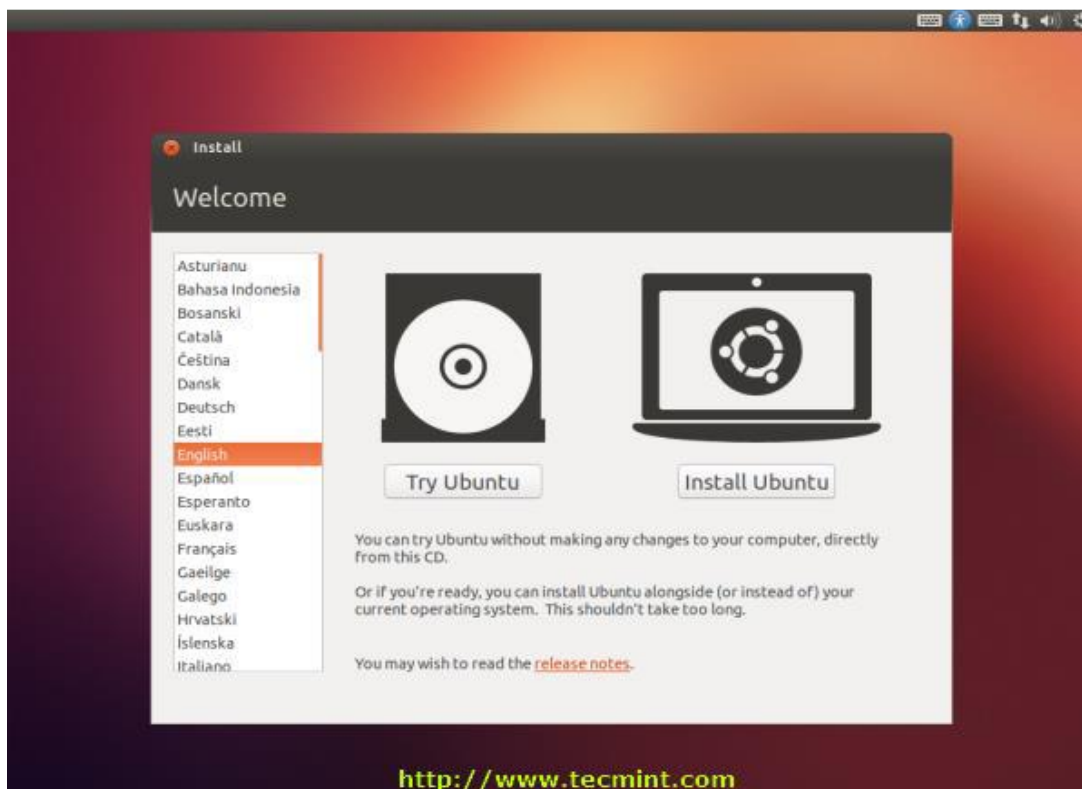 Install
Welcome
Asturianu
Bahasa Indonesia
Bosanski
Català
Čeština
Dansk
Deutsch
Eesti
English
Español
Esperanto
Euskara
Français
Gaeilge
Galego
Hrvatski
Íslenska
Italiano
Try Ubuntu
Install Ubuntu
You can try Ubuntu without making any changes to your computer, directly
from this CD.
Or if you're ready, you can install Ubuntu alongside (or instead of) your
current operating system. This shouldn't take too long.
You may wish to read the release notes.
http://www.tecmint.com